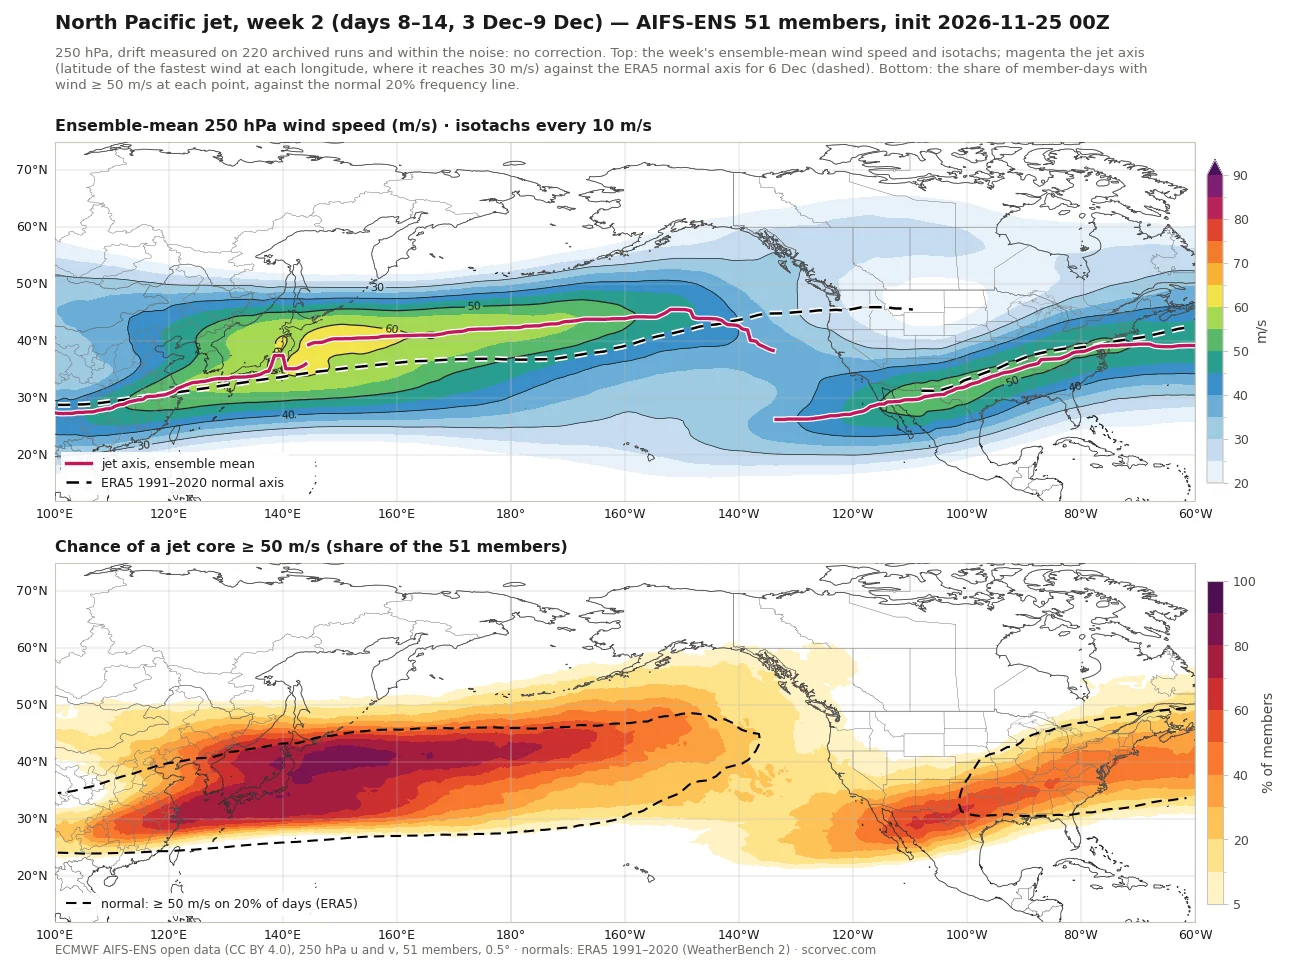 North Pacific jet, week 2 (days 8–14, 3 Dec–9 Dec) — AIFS-ENS 51 members, init 2026-11-25 00Z
250 hPa, drift measured on 220 archived runs and within the noise: no correction. Top: the week's ensemble-mean wind speed and isotachs; magenta the jet axis
(latitude of the fastest wind at each longitude, where it reaches 30 m/s) against the ERA5 normal axis for 6 Dec (dashed). Bottom: the share of member-days with
wind ≥ 50 m/s at each point, against the normal 20% frequency line.
Ensemble-mean 250 hPa wind speed (m/s) · isotachs every 10 m/s
70°N
60°N
50°N
40°N
30°N
20°N
30
50
60
40
30
50
40
jet axis, ensemble mean
ERA5 1991–2020 normal axis
100°E 120°E 140°E 160°E 180° 160°W 140°W 120°W 100°W 80°W 60°W
90
80
70
60
50
40
30
20
m/s
Chance of a jet core ≥ 50 m/s (share of the 51 members)
70°N
60°N
50°N
40°N
30°N
20°N
normal: ≥ 50 m/s on 20% of days (ERA5)
100°E 120°E 140°E 160°E 180° 160°W 140°W 120°W 100°W 80°W 60°W
100
80
60
40
20
5
% of members
ECMWF AIFS-ENS open data (CC BY 4.0), 250 hPa u and v, 51 members, 0.5° · normals: ERA5 1991–2020 (WeatherBench 2) · scorvec.com